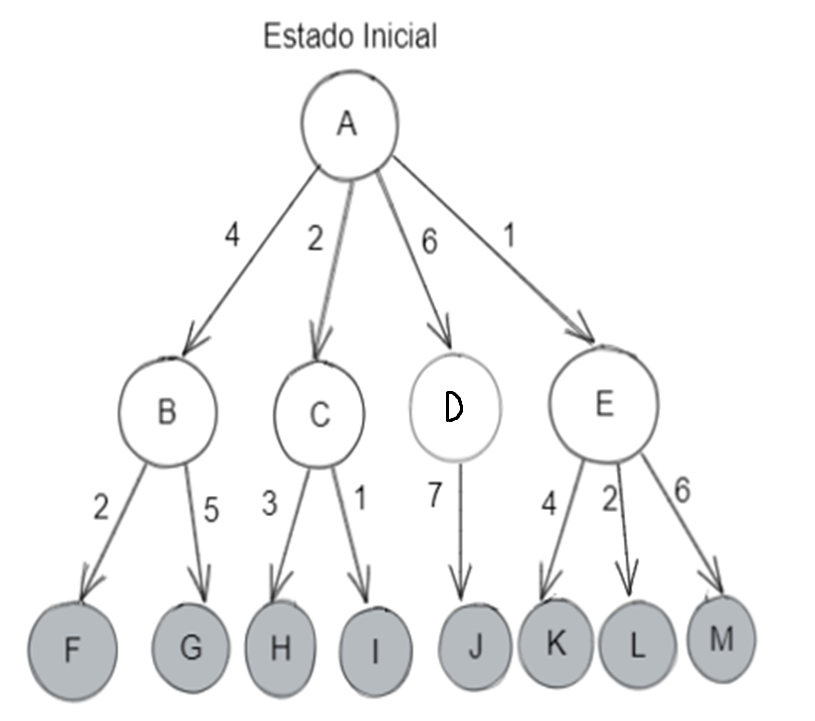 Estado Inicial
A
4 2 6 1
B C D E
2 5 3 1 7 4 2 6
F G H I J K L M